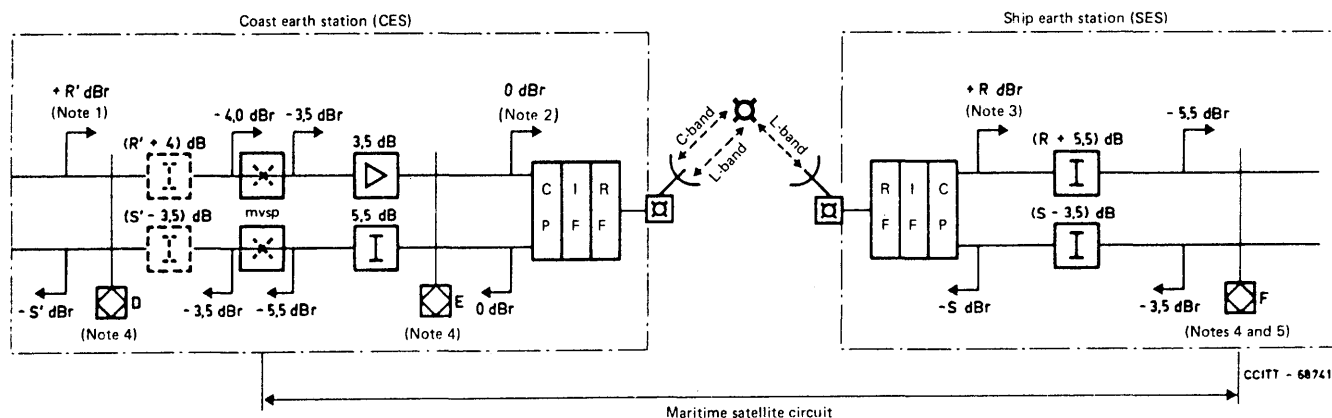 Coast earth station (CES)
Ship earth station (SES)
+ R' dBr
(Note 1)
- 4,0 dBr
- 3,5 dBr
0 dBr
(Note 2)
(R' + 4) dB
3,5 dB
mvsp
(S' - 3,5) dB
5,5 dB
- S' dBr
D
(Note 4)
- 3,5 dBr
- 5,5 dBr
E
(Note 4)
0 dBr
C P
I F
R F
C-band
L-band
L-band
R F
I F
C P
+ R dBr
(Note 3)
(R + 5,5) dB
- 5,5 dBr
(S - 3,5) dB
- S dBr
- 3,5 dBr
F
(Notes 4 and 5)
CCITT - 68741
Maritime satellite circuit